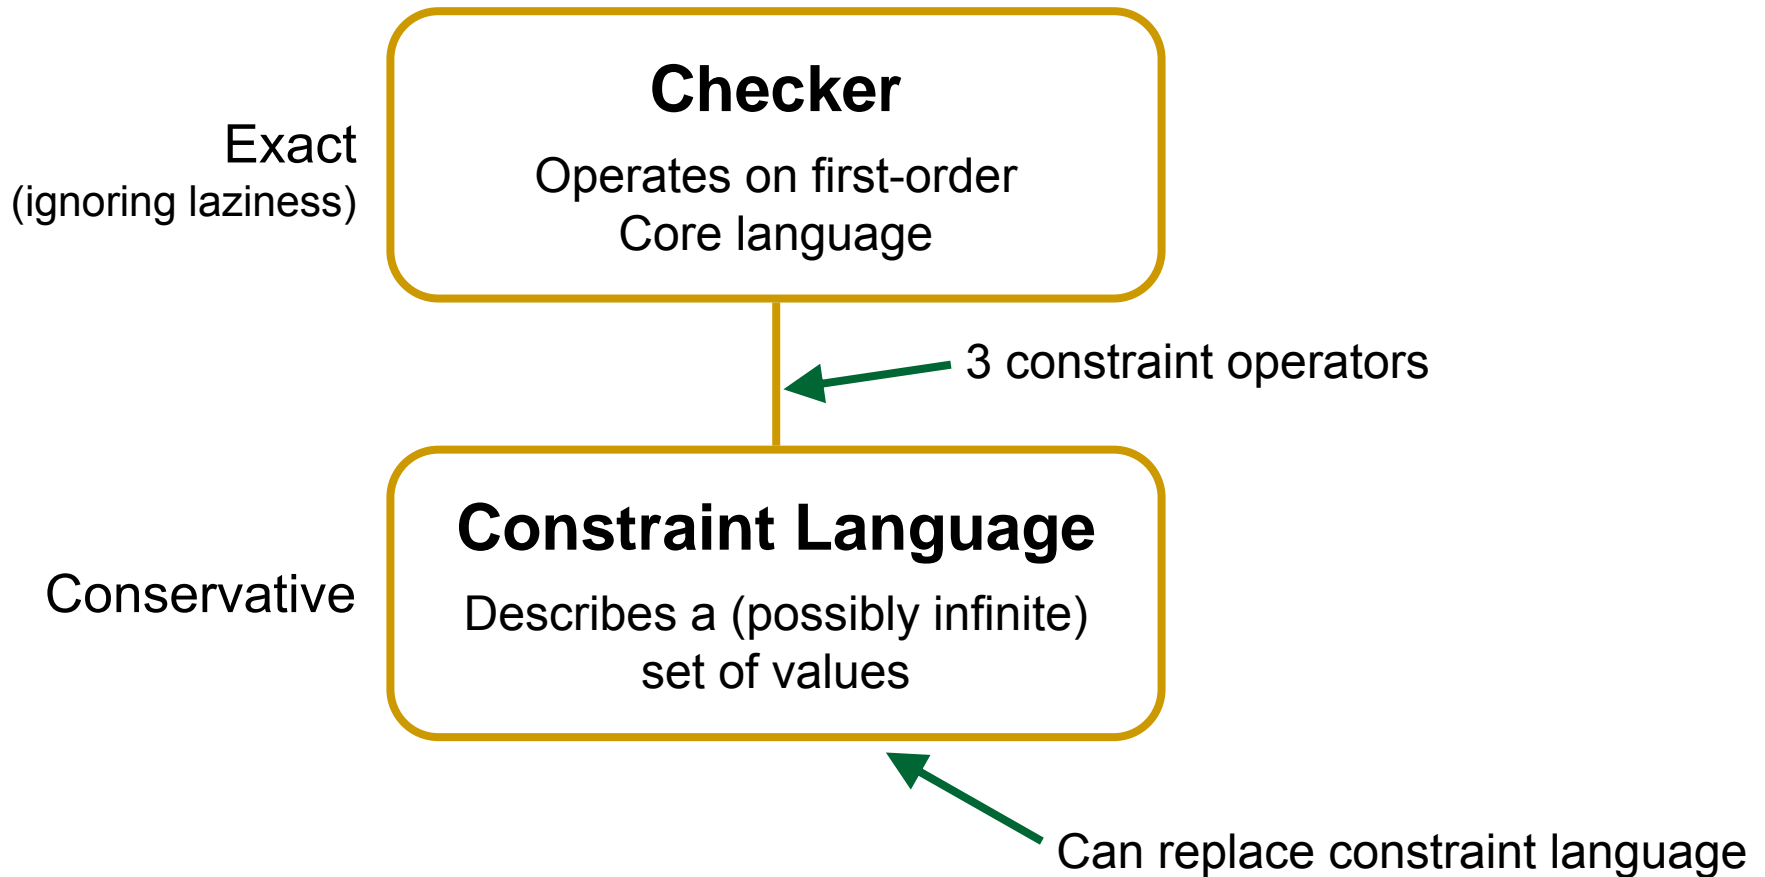 Checker
Exact
(ignoring laziness)
Operates on first-order
Core language
3 constraint operators
Constraint Language
Conservative
Describes a (possibly infinite)
set of values
Can replace constraint language